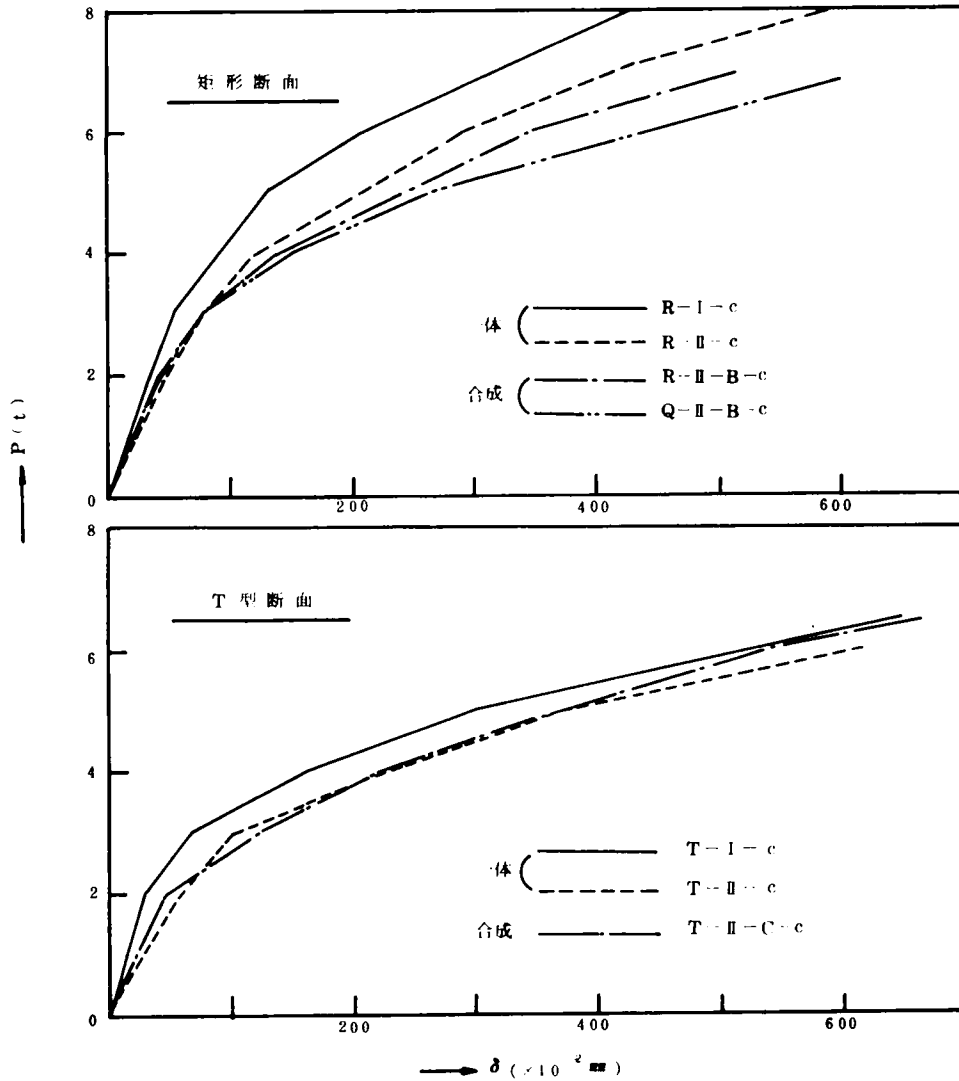 8
矩形断面
6
4
一体
R-I-c
R-II-c
合成
R-II-B-c
Q-II-B-c
2
P(t)
0
200
400
600
8
T型断面
6
4
一体
T-I-c
T-II-c
合成
T-II-C-c
2
0
200
400
600
δ (×10⁻² mm)